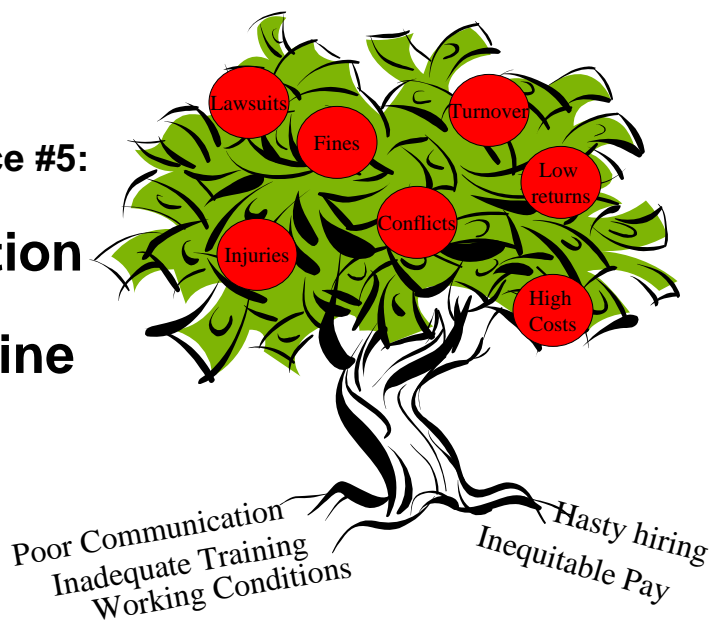 ce #5:
tion
ine
Lawsuits
Fines
Turnover
Low
returns
Conflicts
Injuries
High
Costs
Poor Communication
Inadequate Training
Working Conditions
Hasty hiring
Inequitable Pay